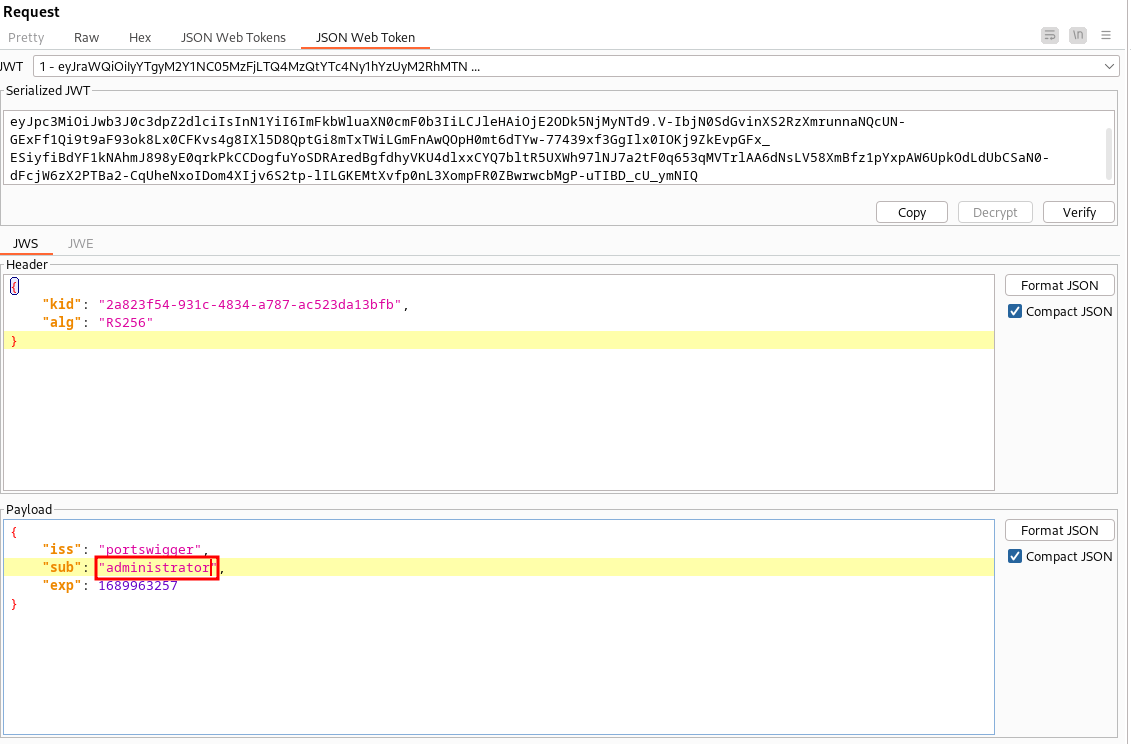 Request
Pretty Raw Hex JSON Web Tokens JSON Web Token
\n
JWT 1 - eyJraWQiOiIyYTgyM2Y1NC05MzFjLTQ4MzQtYTc4Ny1hYzUyM2RhMTN ...
Serialized JWT
eyJpc3MiOiJwb3J0c3dpZ2dlciIsInN1YiI6ImFkbWluaXN0cmF0b3IiLCJleHAiOjE2ODk5NjMyNTd9.V-IbjN0SdGvinXS2RzXmrunnaNQcUN-
GExFf1Qi9t9aF93ok8Lx0CFKvs4g8IXl5D8QptGi8mTxTWiLGmFnAwQOpH0mt6dTYw-77439xf3GgIlx0IOKj9ZkEvpGFx_
ESiyfiBdYF1kNAhmJ898yE0qrkPkCCDogfuYoSDRAredBgfdhyVKU4dlxxCYQ7bltR5UXWh97lNJ7a2tF0q653qMVTrlAA6dNsLV58XmBfz1pYxpAW6UpkOdLdUbCSaN0-
dFcjW6zX2PTBa2-CqUheNxoIDom4XIjv6S2tp-lILGKEMtXvfp0nL3XompFR0ZBwrwcbMgP-uTIBD_cU_ymNIQ
Copy Decrypt Verify
JWS JWE
Header
{
"kid": "2a823f54-931c-4834-a787-ac523da13bfb",
"alg": "RS256"
}
Format JSON
Compact JSON
Payload
{
"iss": "portswigger",
"sub": "administrator",
"exp": 1689963257
}
Format JSON
Compact JSON